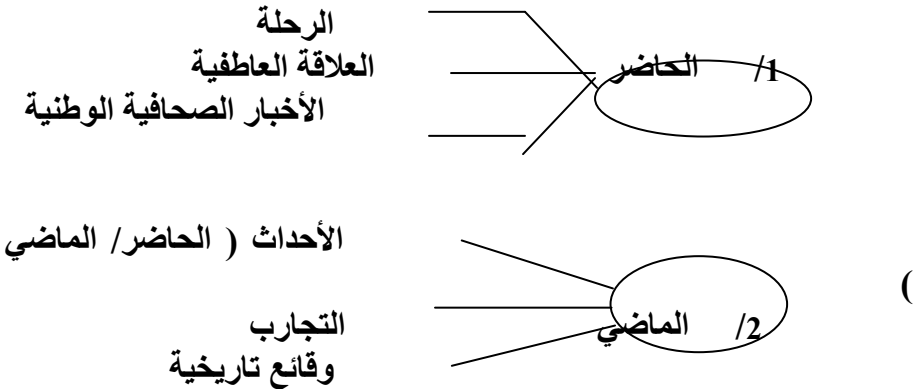 الرحلة
1/ الحاضر العلاقة العاطفية
الأخبار الصحافية الوطنية
الأحداث ( الحاضر/ الماضي
)
2/ الماضي التجارب
وقائع تاريخية